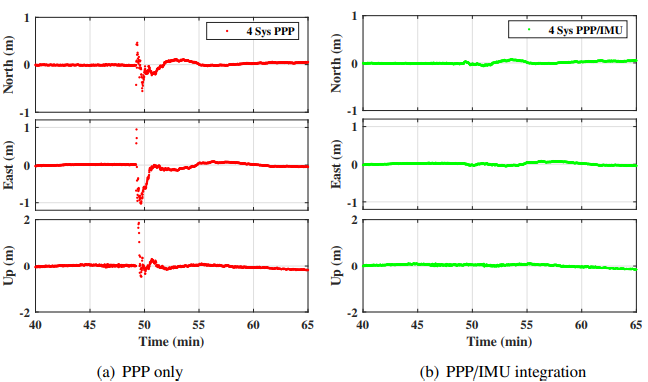 1
4 Sys PPP
North (m)
0
-1
1
East (m)
0
-1
2
Up (m)
0
-2
40 45 50 55 60 65
Time (min)
(a) PPP only
1
4 Sys PPP/IMU
North (m)
0
-1
1
East (m)
0
-1
2
Up (m)
0
-2
40 45 50 55 60 65
Time (min)
(b) PPP/IMU integration